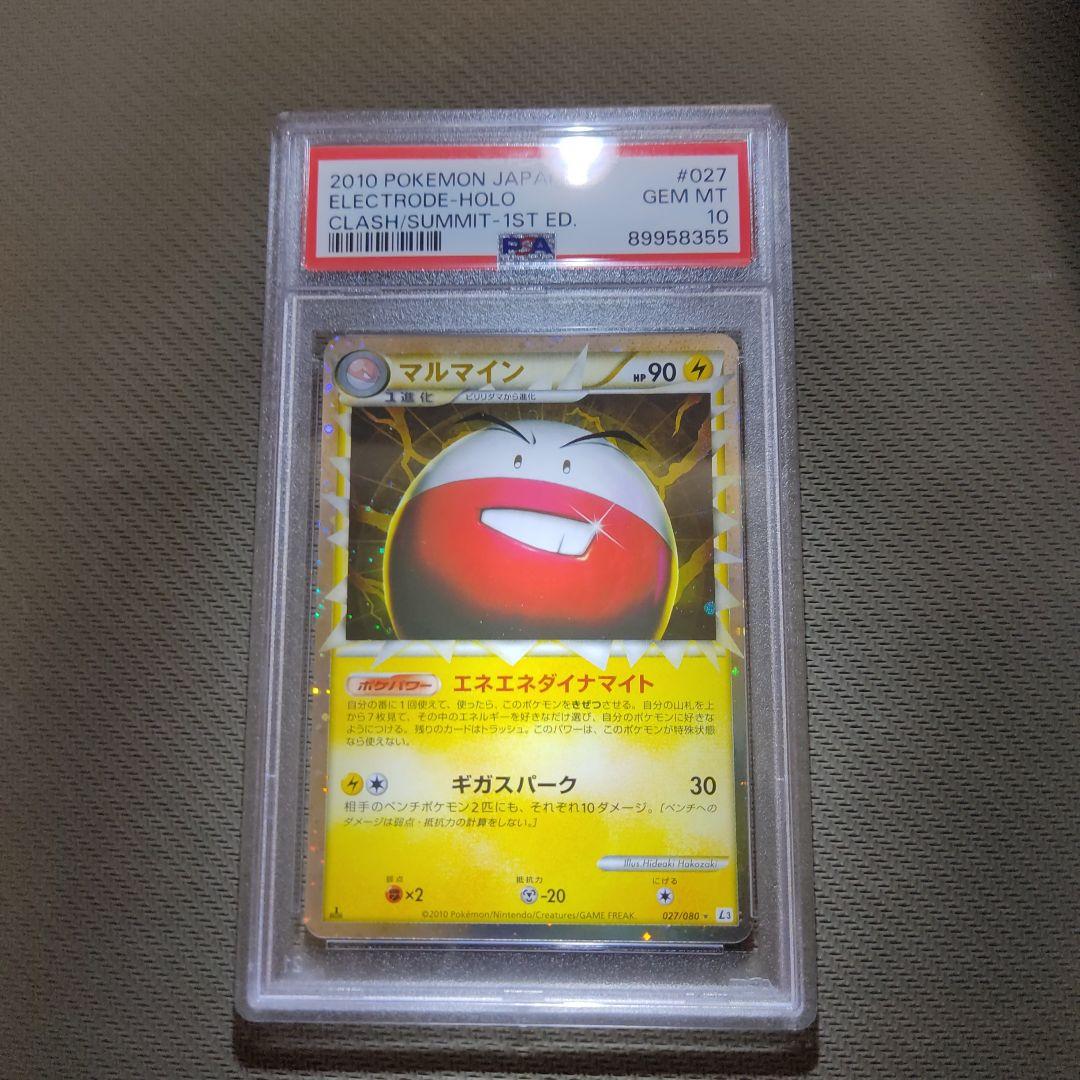 2010 POKEMON JAPAN
#027
ELECTRODE-HOLO
GEM MT
CLASH/SUMMIT-1ST ED.
10
PSA
89958355
マルマイン
HP90
1進化
ビリリダマから進化
ポケパワー エネエネダイナマイト
自分の番に1回使えて、使ったら、このポケモンをきぜつさせる。自分の山札を上
から7枚見て、その中のエネルギーを好きなだけ選び、自分のポケモンに好きな
ようにつける。残りのカードはトラッシュ。このパワーは、このポケモンが特殊状態
なら使えない。
ギガスパーク 30
相手のベンチポケモン2匹にも、それぞれ10ダメージ。[ベンチへの
ダメージは弱点・抵抗力の計算をしない。]
Illus. Hideaki Hakozaki
弱点 抵抗力 にげる
×2 -20
1
©2010 Pokémon/Nintendo/Creatures/GAME FREAK.
027/080
L3